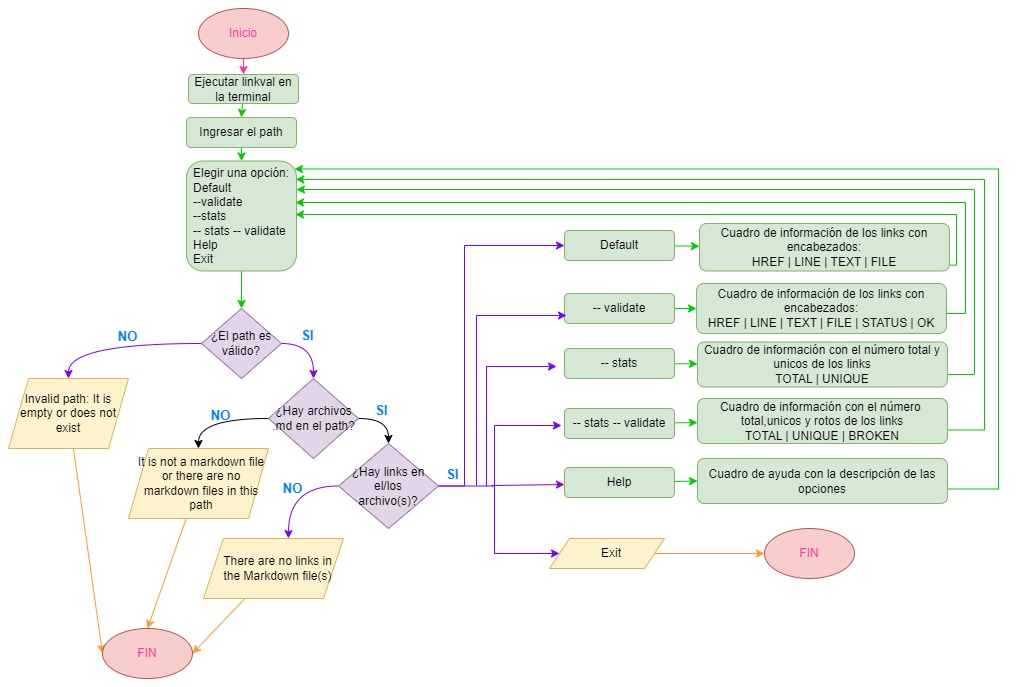 Inicio
Ejecutar linkval en
la terminal
Ingresar el path
Elegir una opción:
Default
--validate
--stats
-- stats -- validate
Help
Exit
¿El path es
válido?
NO
SI
Invalid path: It is
empty or does not
exist
¿Hay archivos
.md en el path?
NO
SI
It is not a markdown file
or there are no
markdown files in this
path
¿Hay links en
el/los
archivo(s)?
NO
SI
There are no links in
the Markdown file(s)
FIN
Default
Cuadro de información de los links con
encabezados:
HREF | LINE | TEXT | FILE
-- validate
Cuadro de información de los links con
encabezados:
HREF | LINE | TEXT | FILE | STATUS | OK
-- stats
Cuadro de información con el número total y
unicos de los links
TOTAL | UNIQUE
-- stats -- validate
Cuadro de información con el número
total,unicos y rotos de los links
TOTAL | UNIQUE | BROKEN
Help
Cuadro de ayuda con la descripción de las
opciones
Exit
FIN